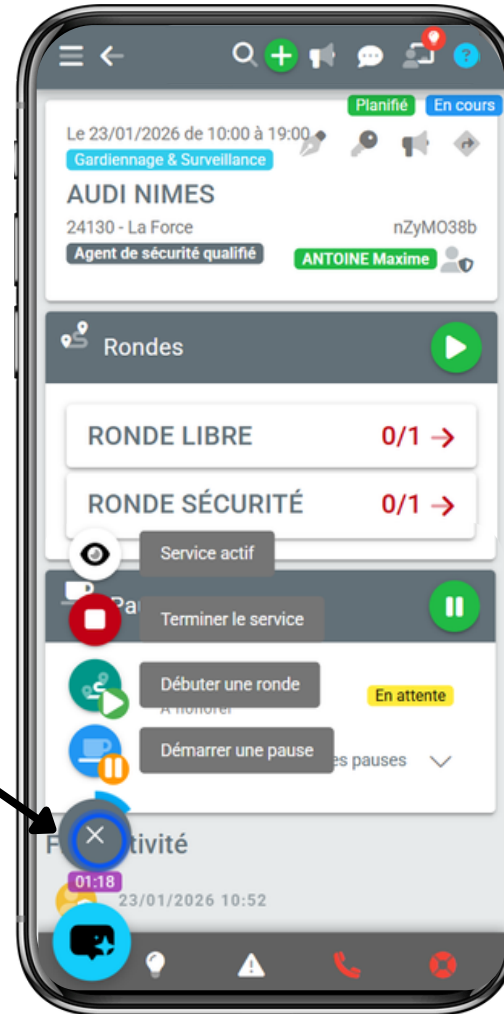 Planifié En cours
Le 23/01/2026 de 10:00 à 19:00
Gardiennage & Surveillance
AUDI NIMES
24130 - La Force nZyMO38b
Agent de sécurité qualifié ANTOINE Maxime
Rondes
RONDE LIBRE 0/1
RONDE SÉCURITÉ 0/1
Service actif
Terminer le service
Débuter une ronde
En attente
Démarrer une pause
es pauses
tivité
01:18
23/01/2026 10:52